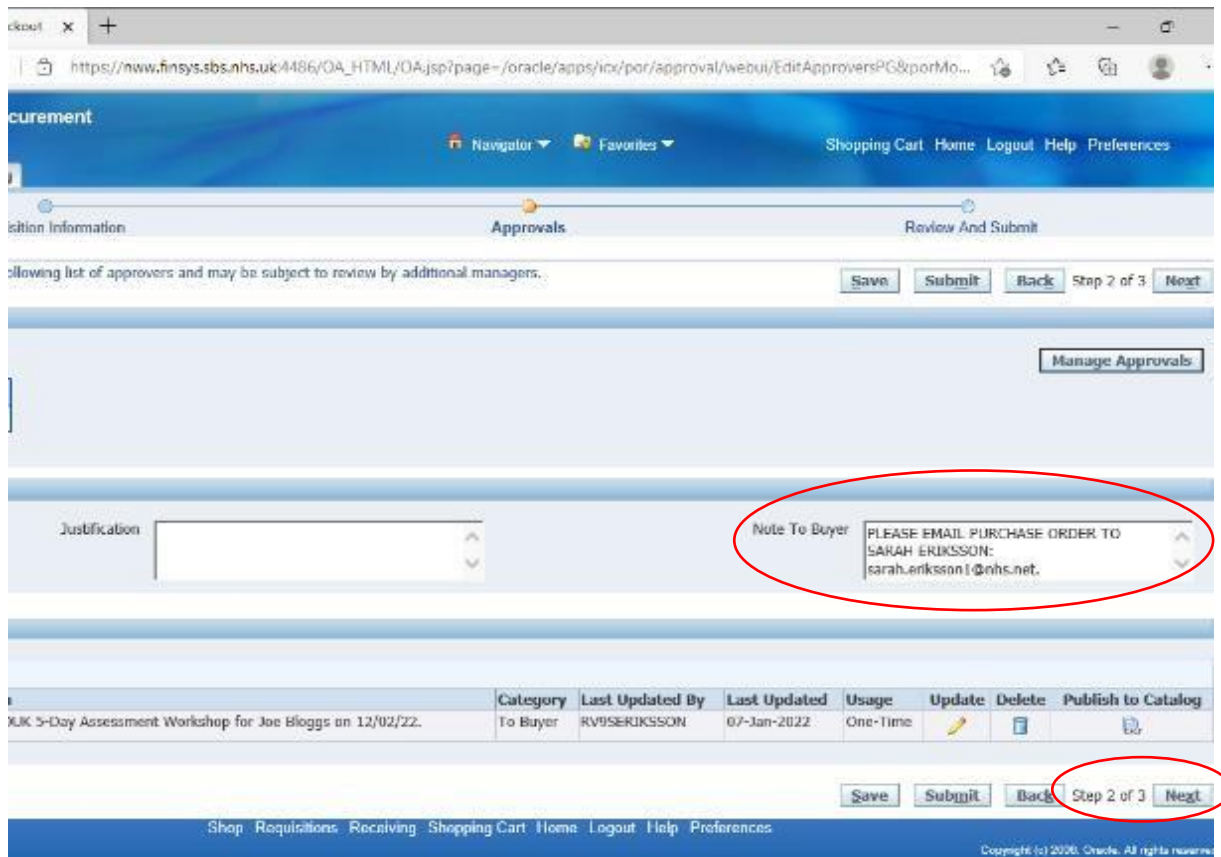 ckout × +
https://nww.finsys.sbs.nhs.uk:4486/OA_HTML/OA.jsp?page=/oracle/apps/icx/por/approval/webui/EditApproversPG&porMo...
curement
Navigator Favorites Shopping Cart Home Logout Help Preferences
sition Information Approvals Review And Submit
ollowing list of approvers and may be subject to review by additional managers. Save Submit Back Step 2 of 3 Next
Manage Approvals
Justification Note To Buyer PLEASE EMAIL PURCHASE ORDER TO
SARAH ERIKSSON:
sarah.eriksson1@nhs.net.
Category Last Updated By Last Updated Usage Update Delete Publish to Catalog
5-Day Assessment Workshop for Joe Bloggs on 12/02/22. To Buyer RV9SERIKSSON 07-Jan-2022 One-Time
Save Submit Back Step 2 of 3 Next
Shop Requisitions Receiving Shopping Cart Home Logout Help Preferences
Copyright (c) 2006, Oracle. All rights reserve